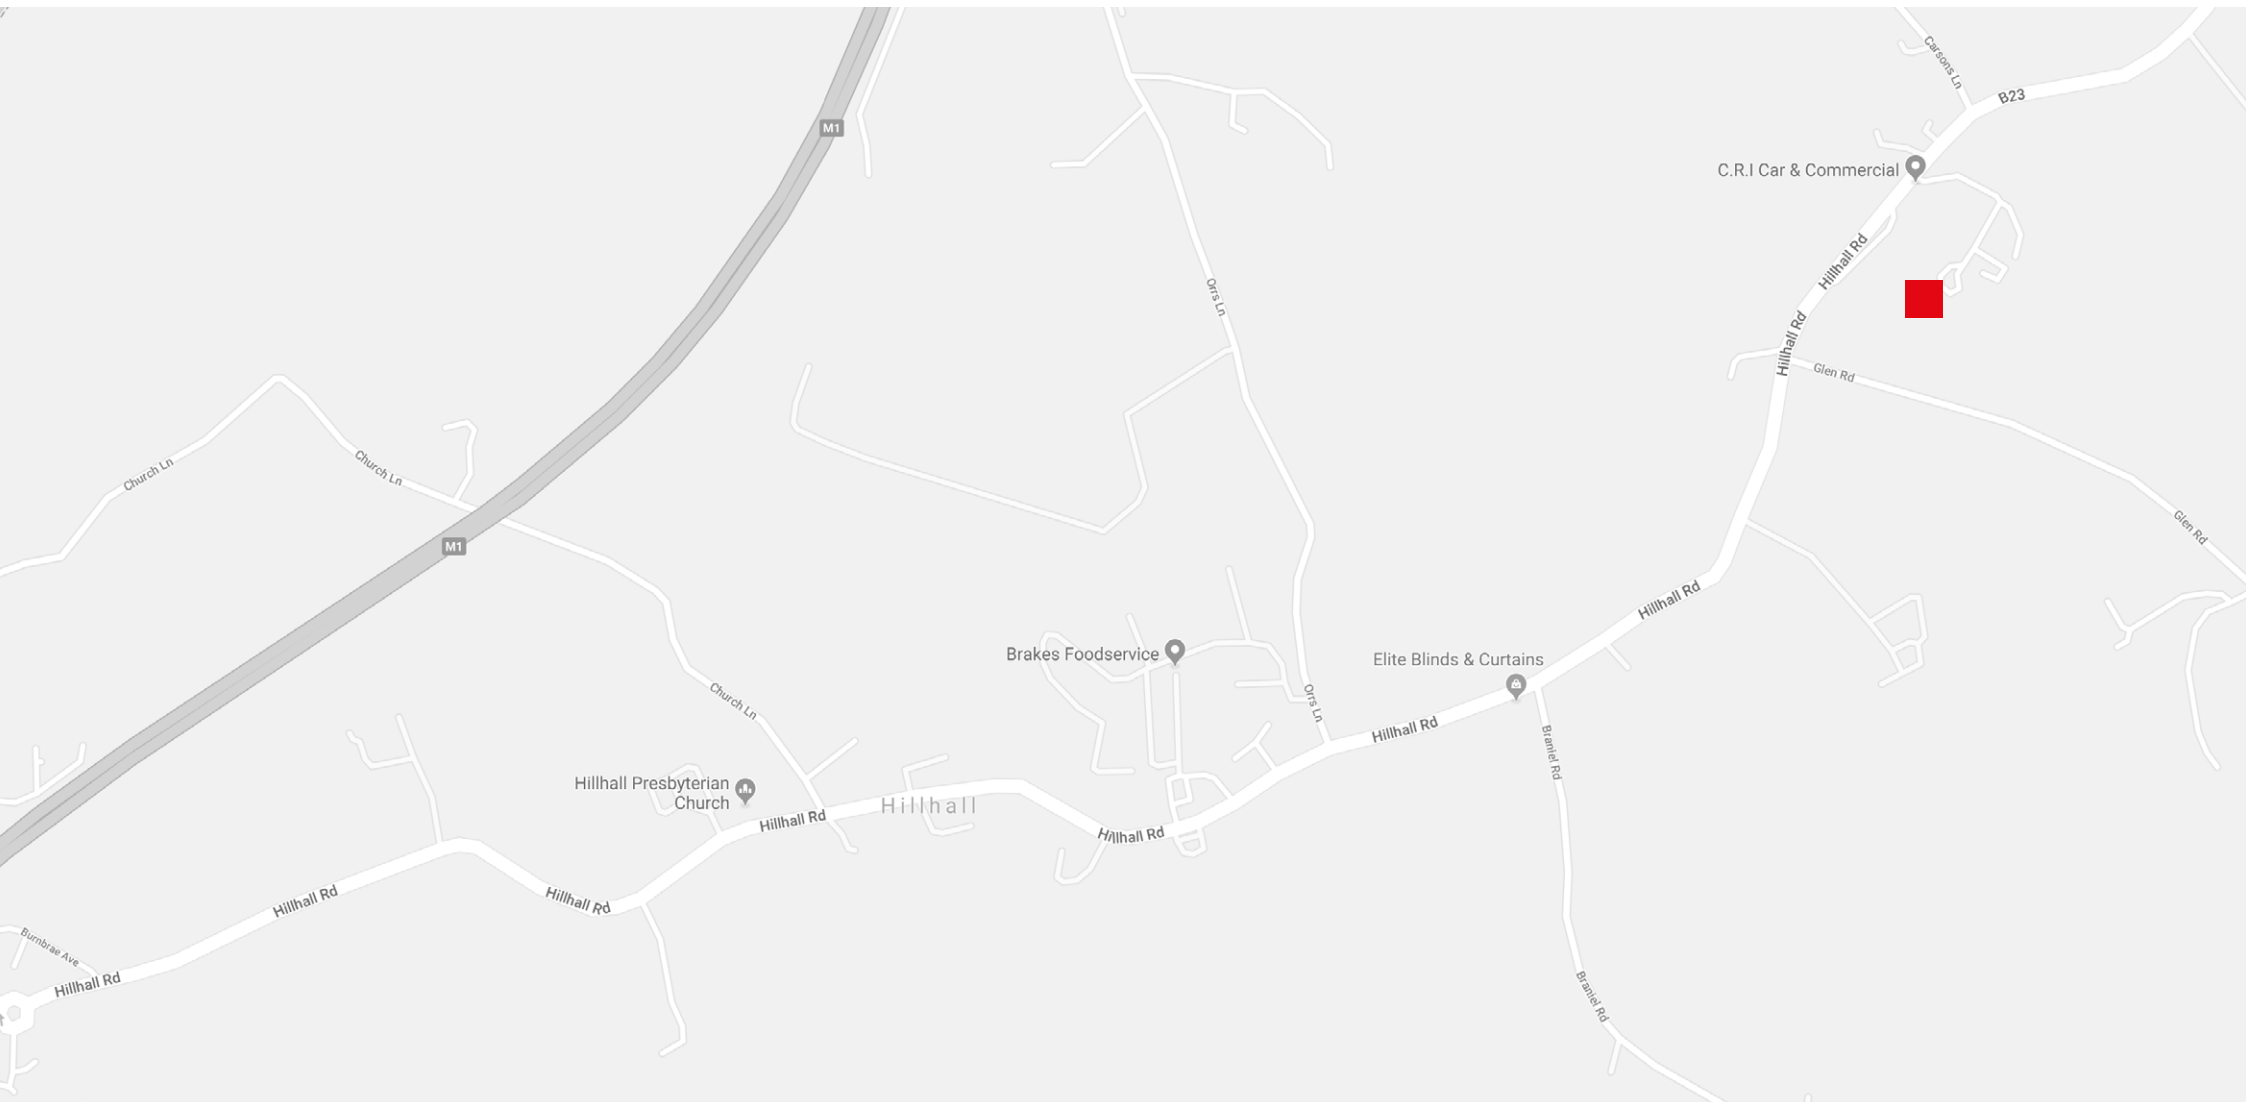 Carsons Ln
B23
M1
C.R.I Car & Commercial
Hillhall Rd
Orrs Ln
Hillhall Rd
Glen Rd
Church Ln
Church Ln
Glen Rd
M1
Hillhall Rd
Brakes Foodservice
Elite Blinds & Curtains
Church Ln
Orrs Ln
Hillhall Rd
Braniel Rd
Hillhall Presbyterian
Church
Hillhall
Hillhall Rd
Hillhall Rd
Hillhall Rd
Hillhall Rd
Burnbrae Ave
Hillhall Rd
Braniel Rd